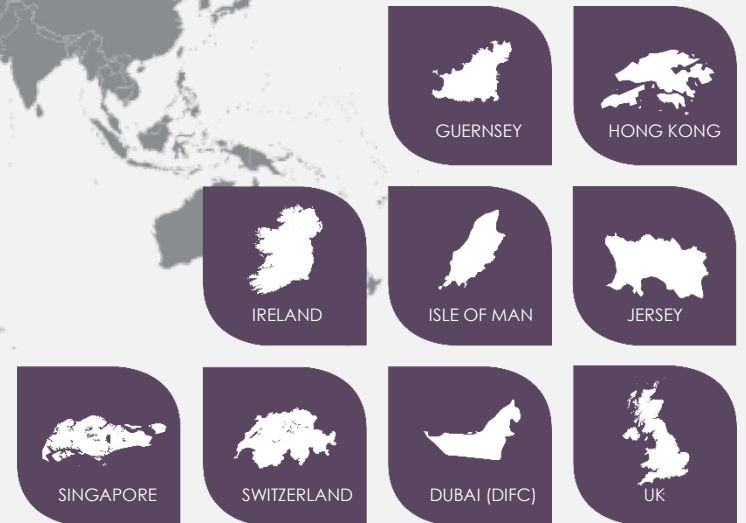 GUERNSEY
HONG KONG
IRELAND
ISLE OF MAN
JERSEY
SINGAPORE
SWITZERLAND
DUBAI (DIFC)
UK